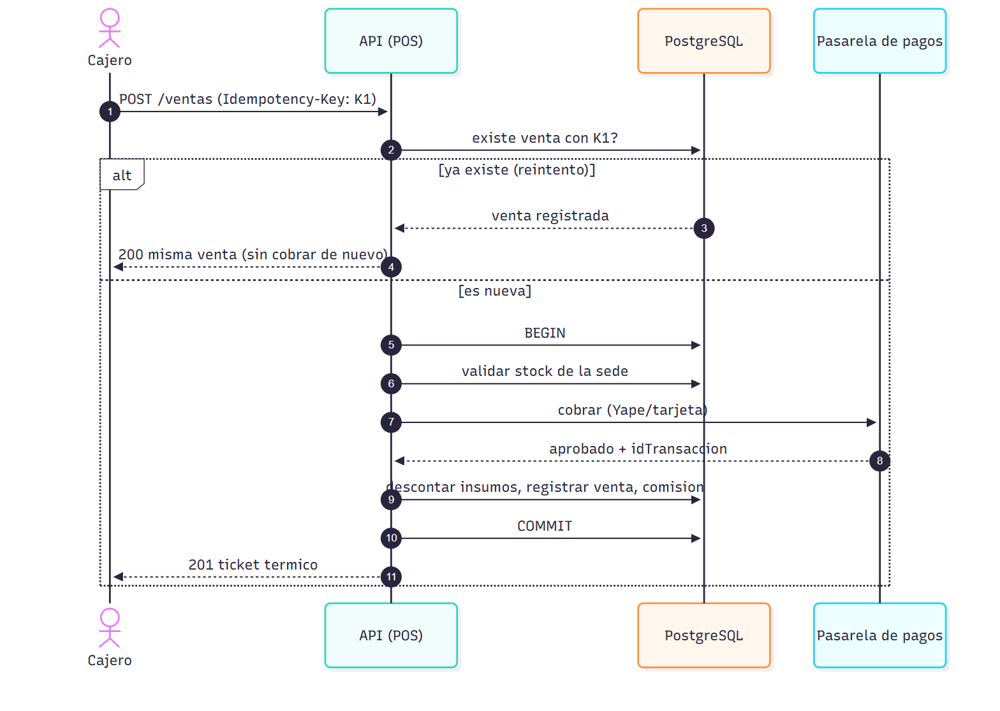 Cajero
API (POS)
PostgreSQL
Pasarela de pagos
POST /ventas (Idempotency-Key: K1)
1
existe venta con K1?
2
alt
[ya existe (reintento)]
venta registrada
3
200 misma venta (sin cobrar de nuevo)
4
[es nueva]
BEGIN
5
validar stock de la sede
6
cobrar (Yape/tarjeta)
7
aprobado + idTransaccion
8
descontar insumos, registrar venta, comision
9
COMMIT
10
201 ticket termico
11
Cajero
API (POS)
PostgreSQL
Pasarela de pagos